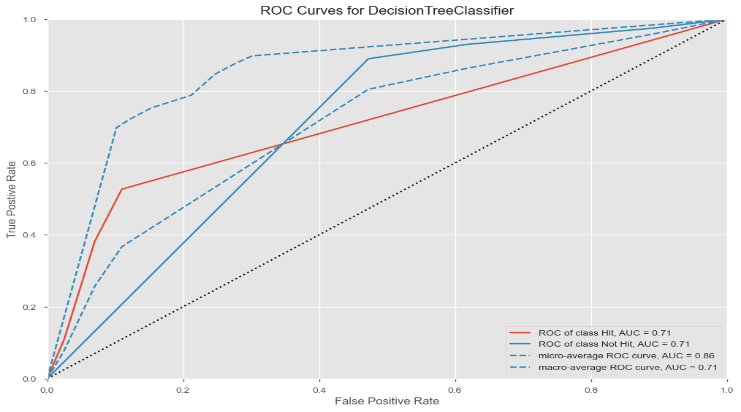 ROC Curves for DecisionTreeClassifier
1.0
0.8
0.6
0.4
0.2
0.0
True Positive Rate
0.0 0.2 0.4 0.6 0.8 1.0
False Positive Rate
ROC of class Hit, AUC = 0.71
ROC of class Not Hit, AUC = 0.71
micro-average ROC curve, AUC = 0.86
macro-average ROC curve, AUC = 0.71